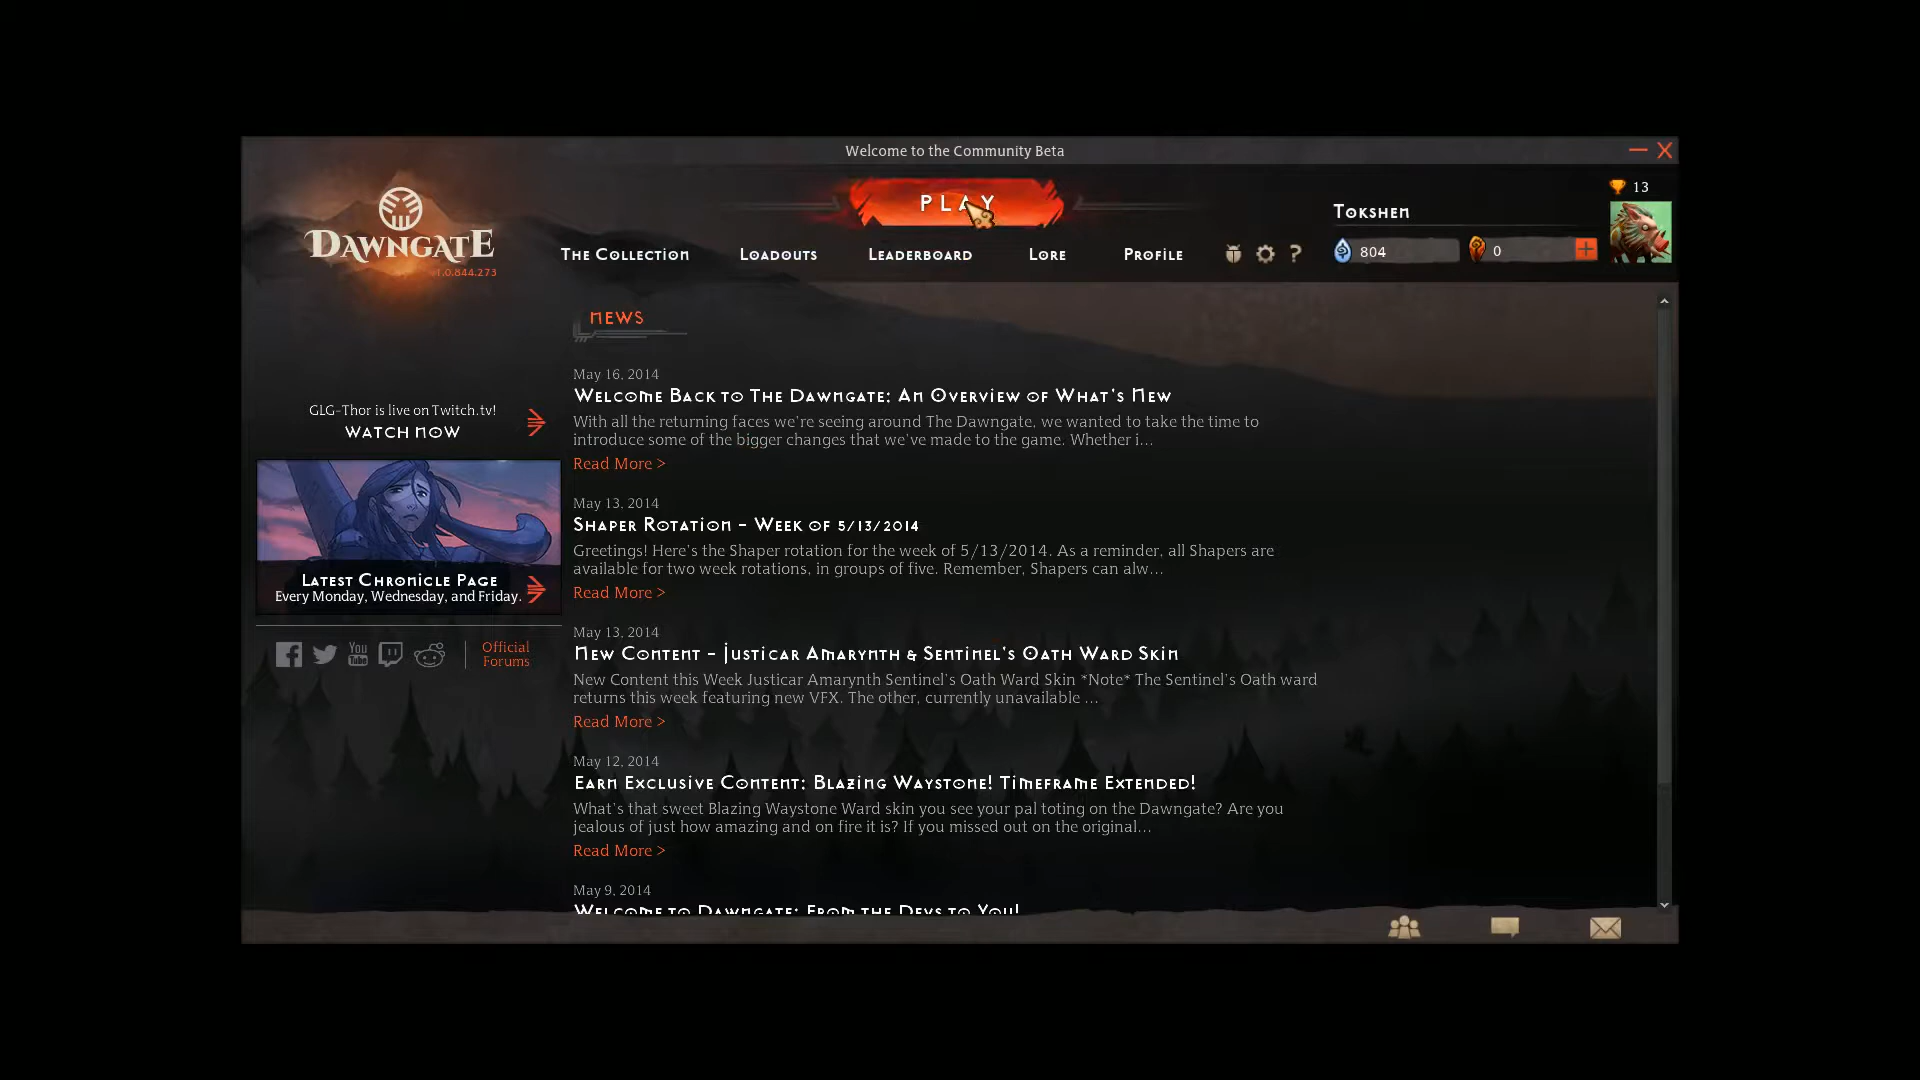 Welcome to the Community Beta
PLAY
DAWNGATE
v1.0.844.273
The Collection
Loadouts
Leaderboard
Lore
Profile
?
Tokshen
13
804
0
NEWS
May 16, 2014
Welcome Back to The Dawngate: An Overview of What's New
With all the returning faces we're seeing around The Dawngate, we wanted to take the time to
introduce some of the bigger changes that we've made to the game. Whether i...
Read More >
May 13, 2014
Shaper Rotation - Week of 5/13/2014
Greetings! Here's the Shaper rotation for the week of 5/13/2014. As a reminder, all Shapers are
available for two week rotations, in groups of five. Remember, Shapers can alw...
Read More >
May 13, 2014
New Content - Justicar Amarynth & Sentinel's Oath Ward Skin
New Content this Week Justicar Amarynth Sentinel's Oath Ward Skin *Note* The Sentinel's Oath ward
returns this week featuring new VFX. The other, currently unavailable ...
Read More >
May 12, 2014
Earn Exclusive Content: Blazing Waystone! Timeframe Extended!
What's that sweet Blazing Waystone Ward skin you see your pal toting on the Dawngate? Are you
jealous of just how amazing and on fire it is? If you missed out on the original...
Read More >
May 9, 2014
Welcome to Dawngate: From the Devs to You!
GLG-Thor is live on Twitch.tv!
WATCH NOW
Latest Chronicle Page
Every Monday, Wednesday, and Friday.
You
Tube
Official
Forums